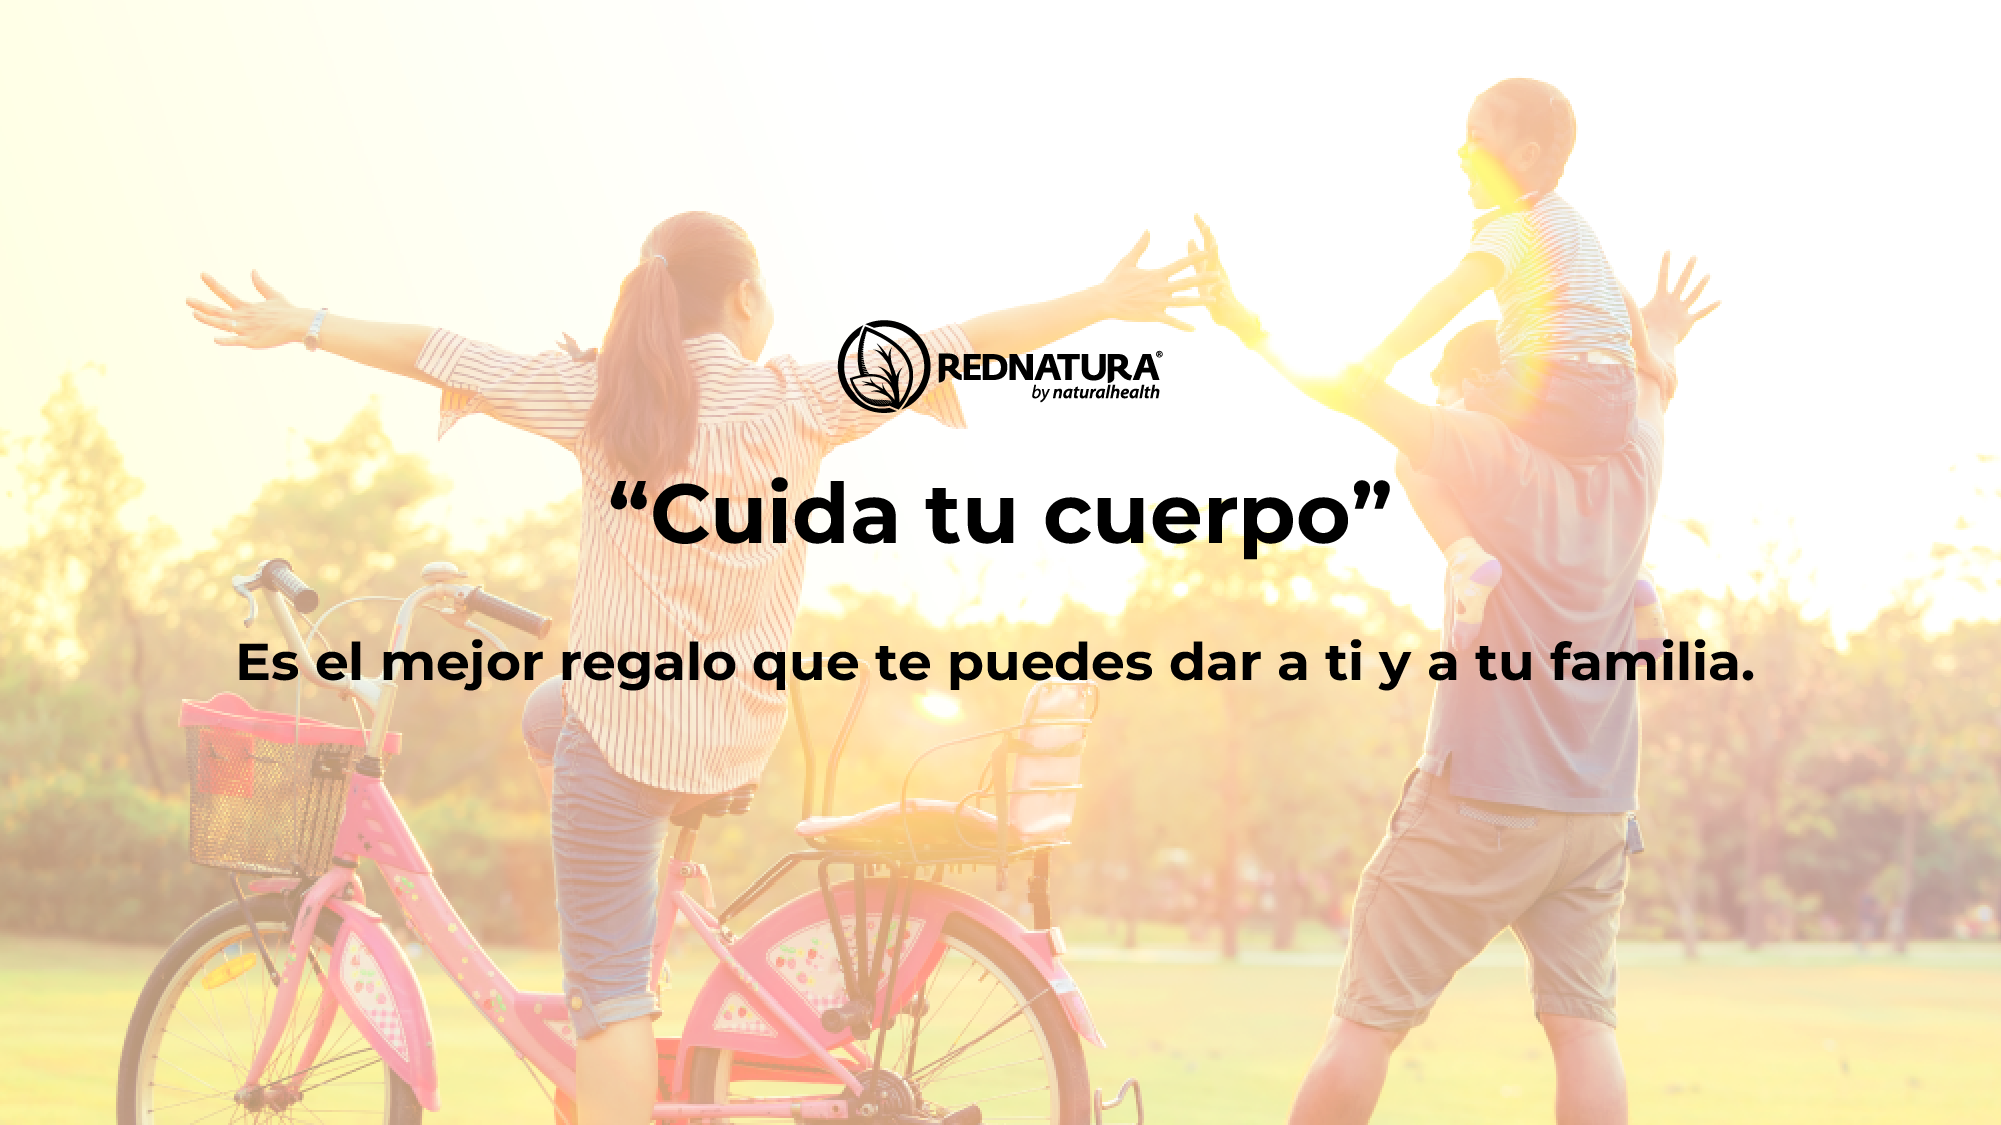 REDNATURA®
by naturalhealth
“Cuida tu cuerpo”
Es el mejor regalo que te puedes dar a ti y a tu familia.